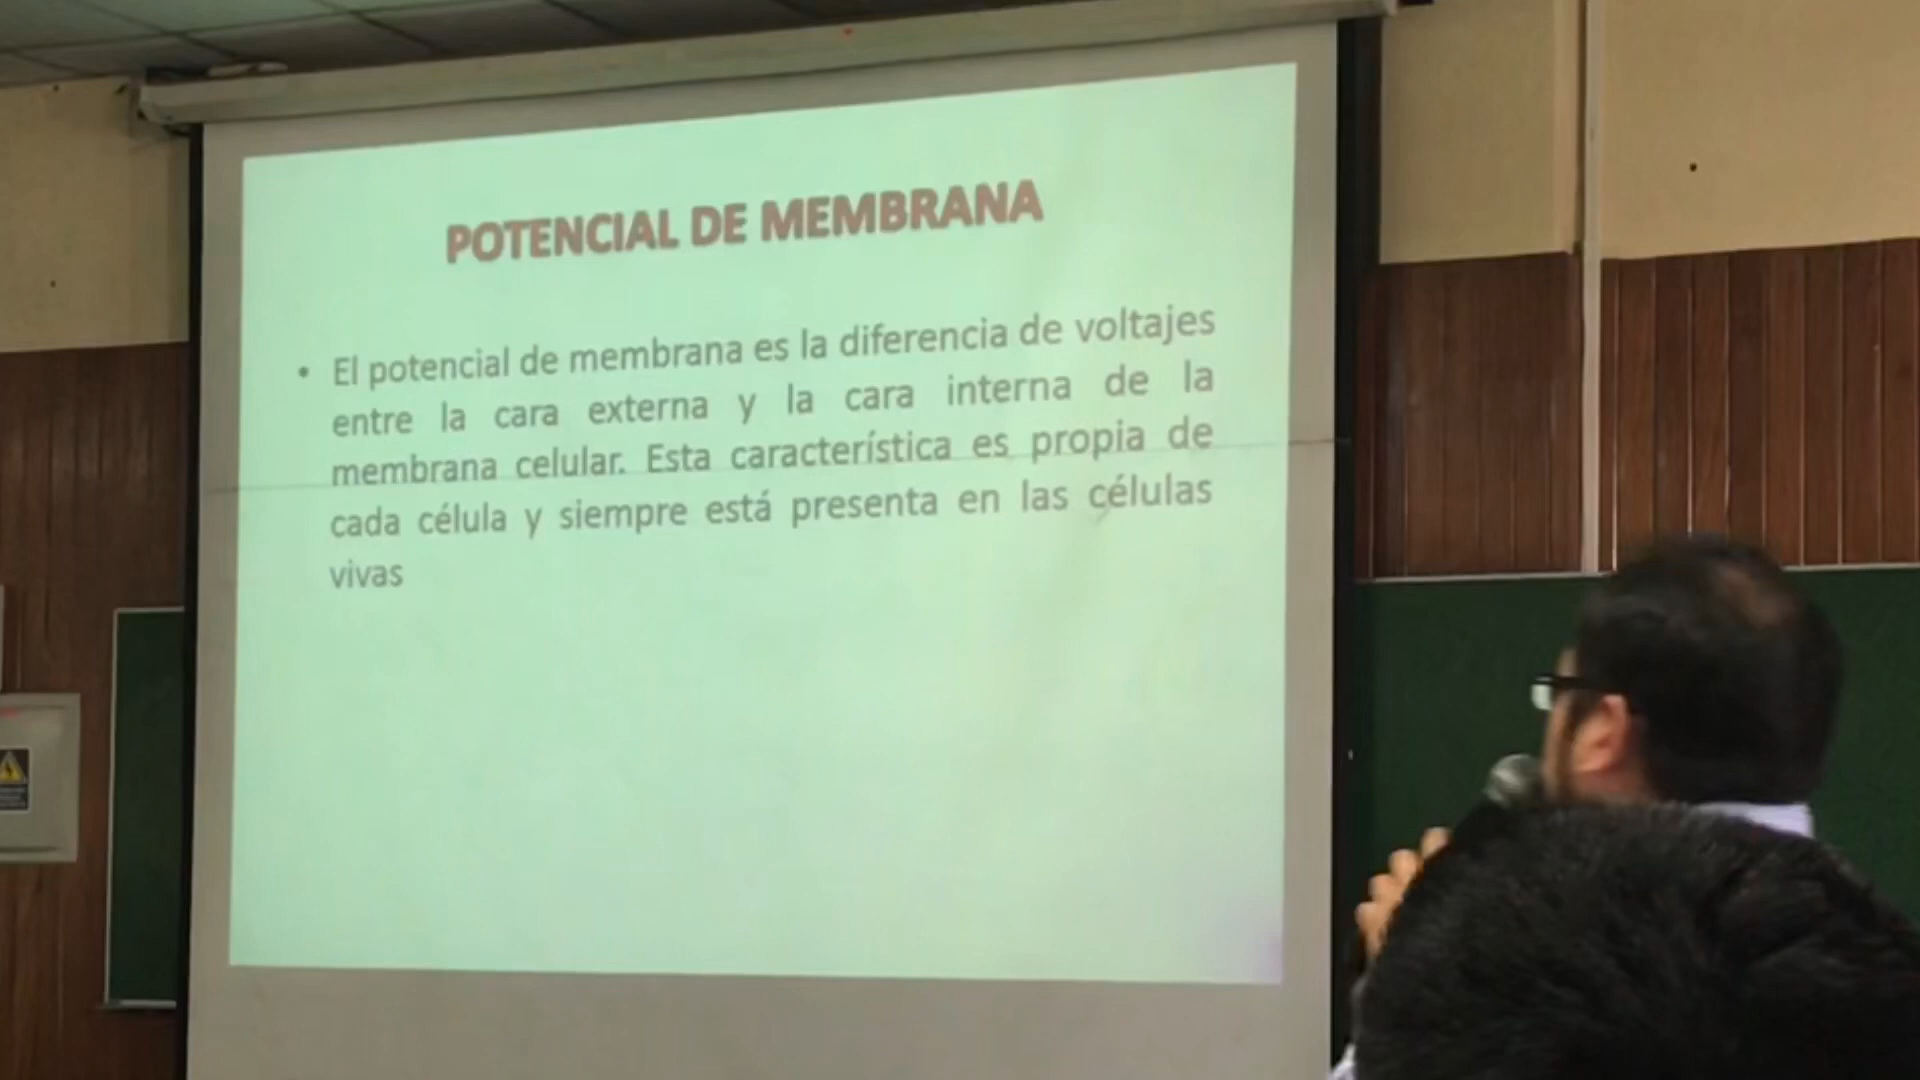 POTENCIAL DE MEMBRANA
• El potencial de membrana es la diferencia de voltajes
entre la cara externa y la cara interna de la
membrana celular. Esta característica es propia de
cada célula y siempre está presenta en las células
vivas